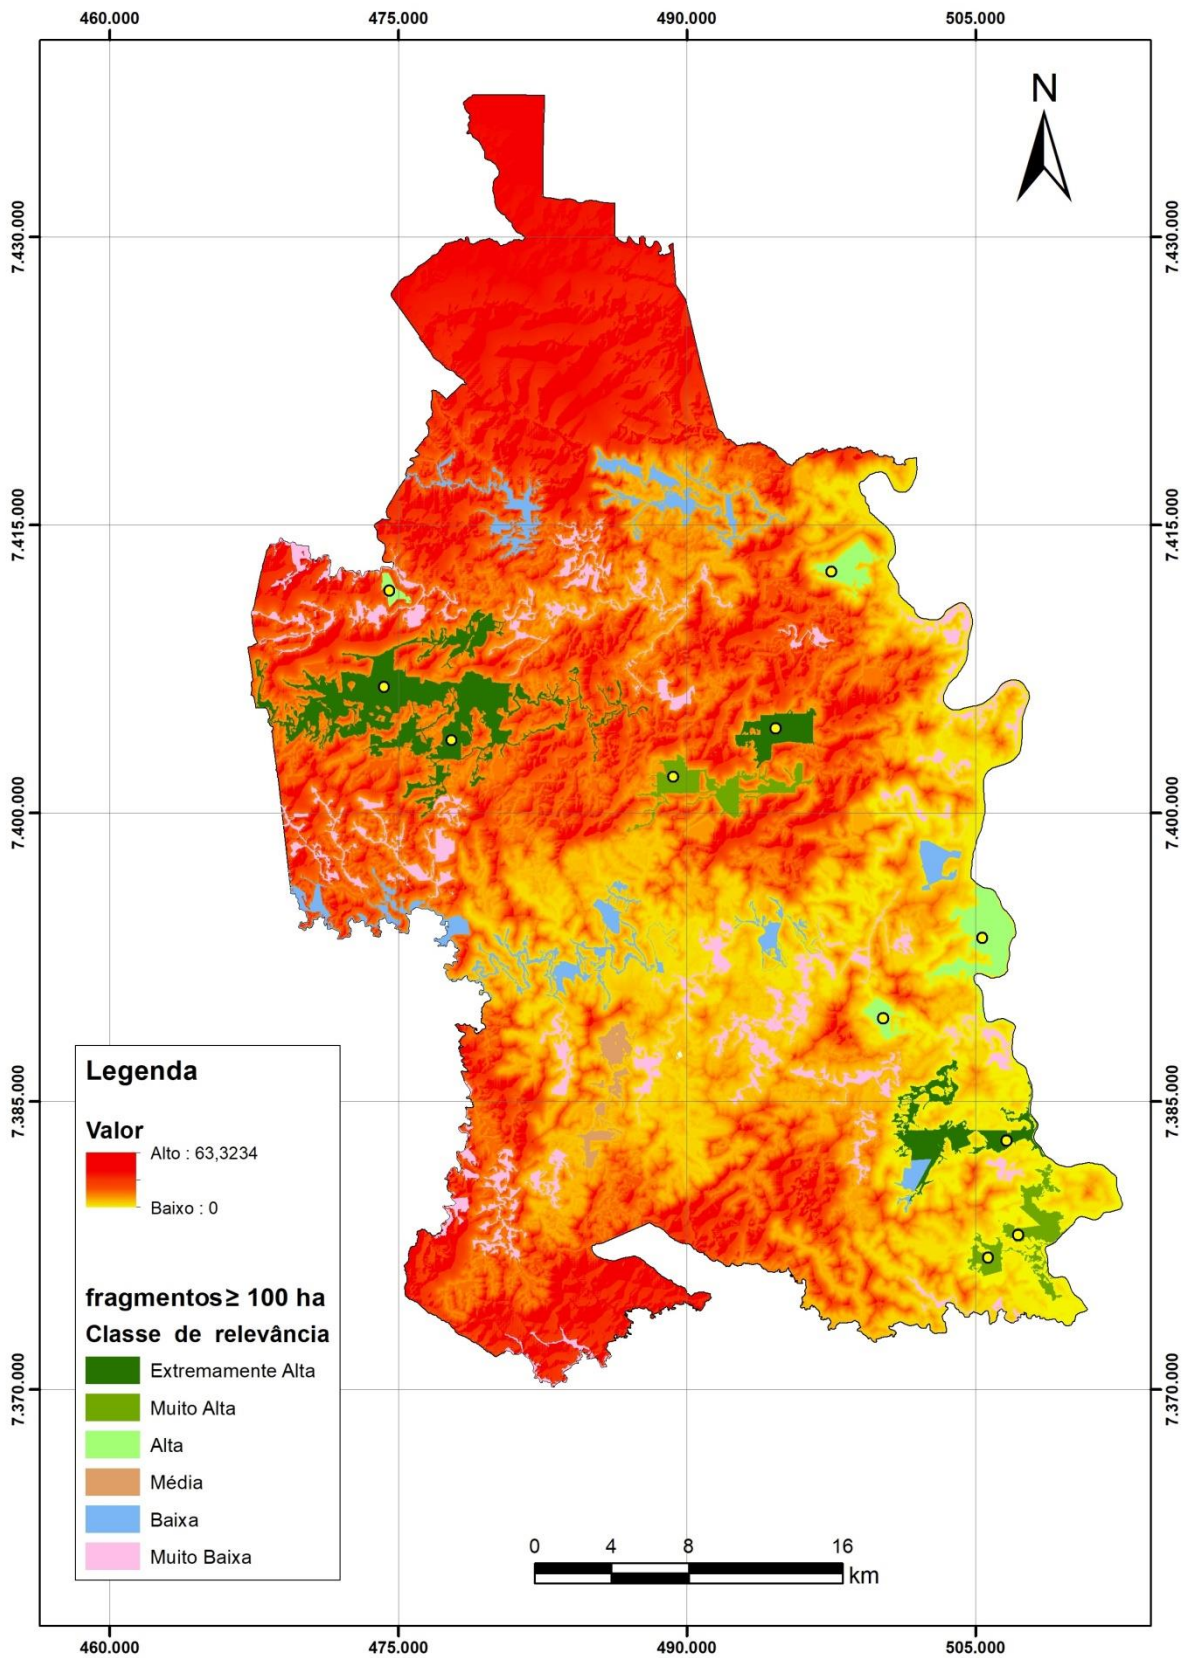 460.000 475.000 490.000 505.000
N
7.430.000 7.430.000
7.415.000 7.415.000
7.400.000 7.400.000
7.385.000 7.385.000
7.370.000 7.370.000
Legenda
Valor
Alto : 63,3234
Baixo : 0
fragmentos ≥ 100 ha
Classe de relevância
Extremamente Alta
Muito Alta
Alta
Média
Baixa
Muito Baixa
0 4 8 16
km
460.000 475.000 490.000 505.000